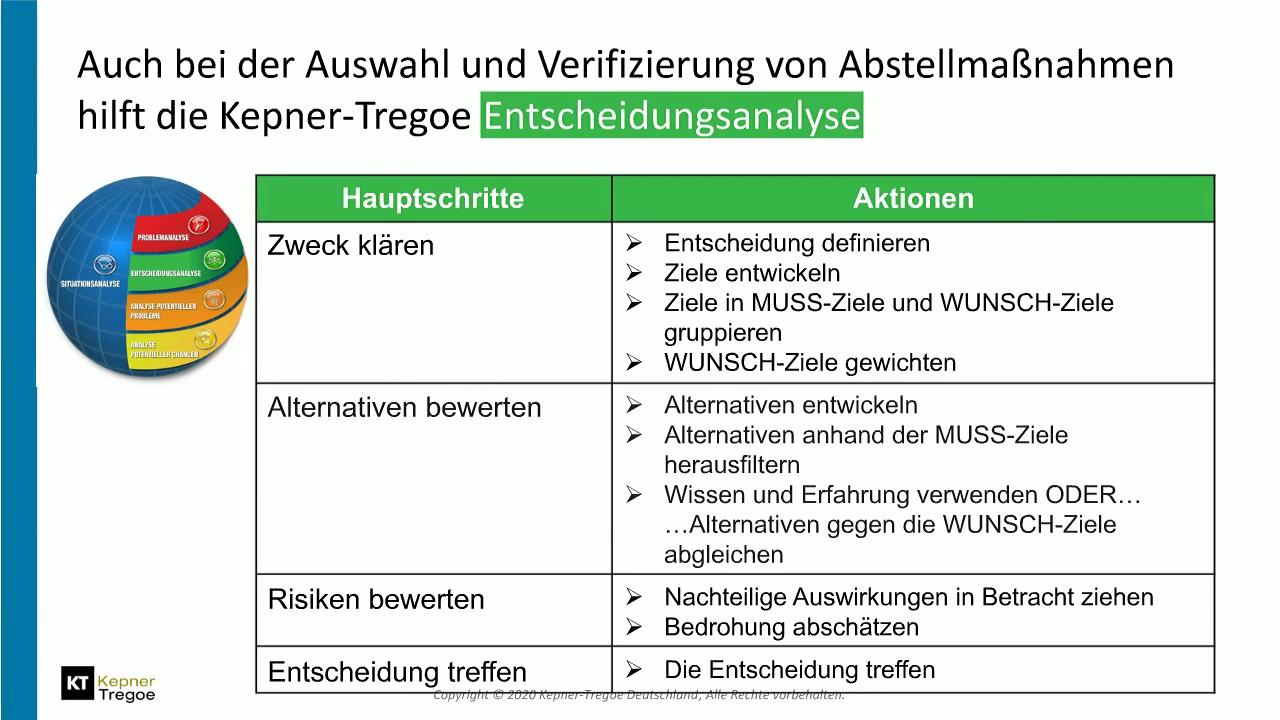 Auch bei der Auswahl und Verifizierung von Abstellmaßnahmen
hilft die Kepner-Tregoe Entscheidungsanalyse
PROBLEMANALYSE
ENTSCHEIDUNGSANALYSE
SITUATIONSANALYSE
ANALYSE POTENTIELLER
PROBLEME
ANALYSE
POTENTIELLER CHANCEN
Hauptschritte
Aktionen
Zweck klären
➢ Entscheidung definieren
➢ Ziele entwickeln
➢ Ziele in MUSS-Ziele und WUNSCH-Ziele
gruppieren
➢ WUNSCH-Ziele gewichten
Alternativen bewerten
➢ Alternativen entwickeln
➢ Alternativen anhand der MUSS-Ziele
herausfiltern
➢ Wissen und Erfahrung verwenden ODER…
…Alternativen gegen die WUNSCH-Ziele
abgleichen
Risiken bewerten
➢ Nachteilige Auswirkungen in Betracht ziehen
➢ Bedrohung abschätzen
Entscheidung treffen
➢ Die Entscheidung treffen
KT Kepner
Tregoe
Copyright © 2020 Kepner-Tregoe Deutschland, Alle Rechte vorbehalten.